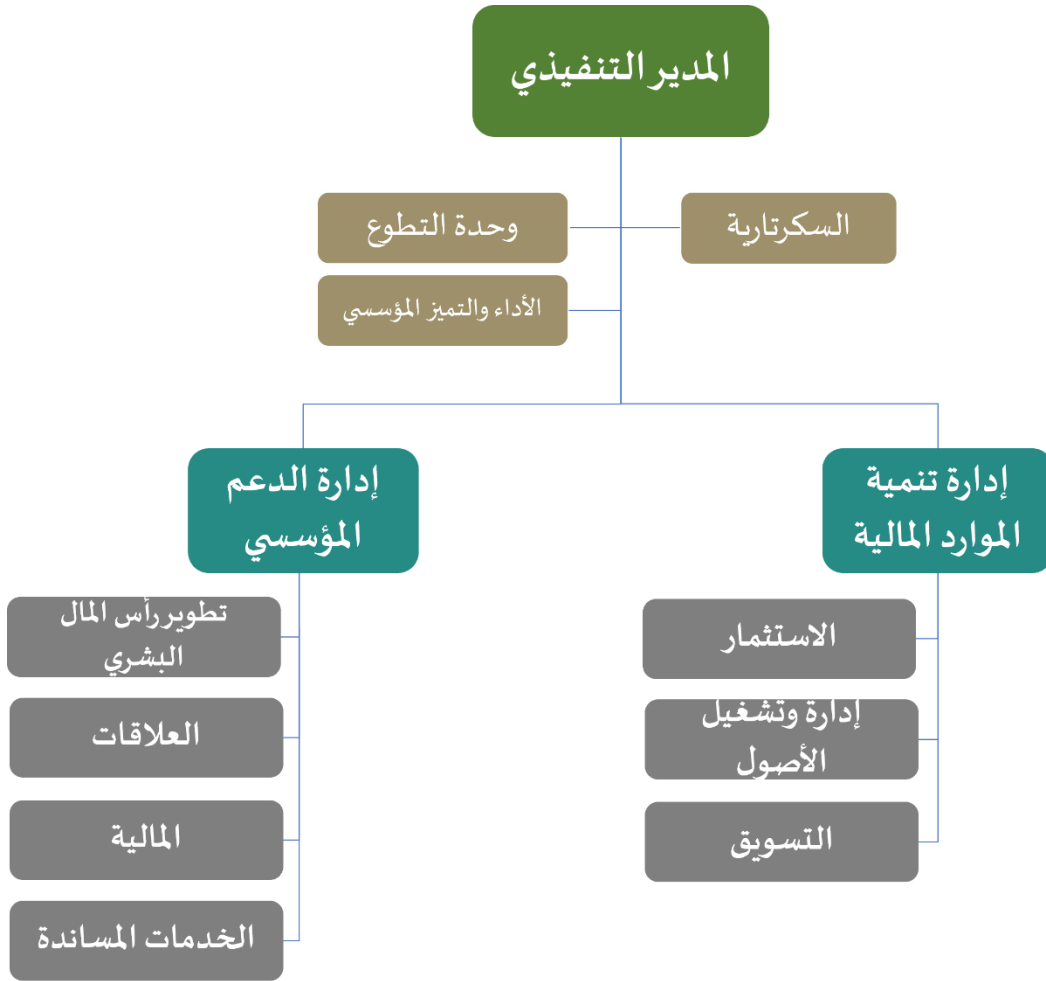 المدير التنفيذي
السكرتارية
وحدة التطوع
الأداء والتميز المؤسسي
إدارة تنمية
الموارد المالية
الاستثمار
إدارة وتشغيل
الأصول
التسويق
إدارة الدعم
المؤسسي
تطوير رأس المال
البشري
العلاقات
المالية
الخدمات المساندة